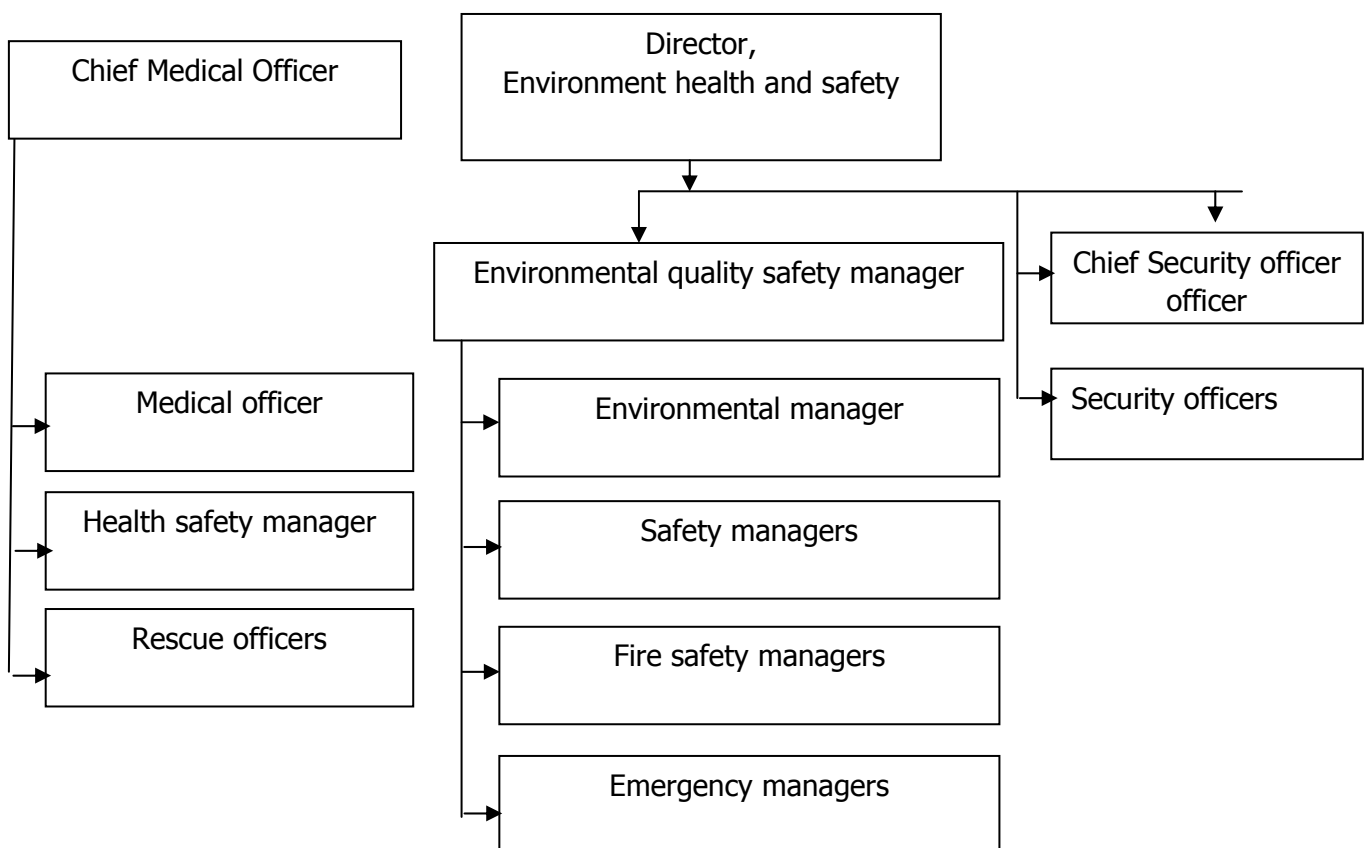 Chief Medical Officer
Director,
Environment health and safety
Environmental quality safety manager
Chief Security officer
officer
Medical officer
Environmental manager
Security officers
Health safety manager
Safety managers
Rescue officers
Fire safety managers
Emergency managers